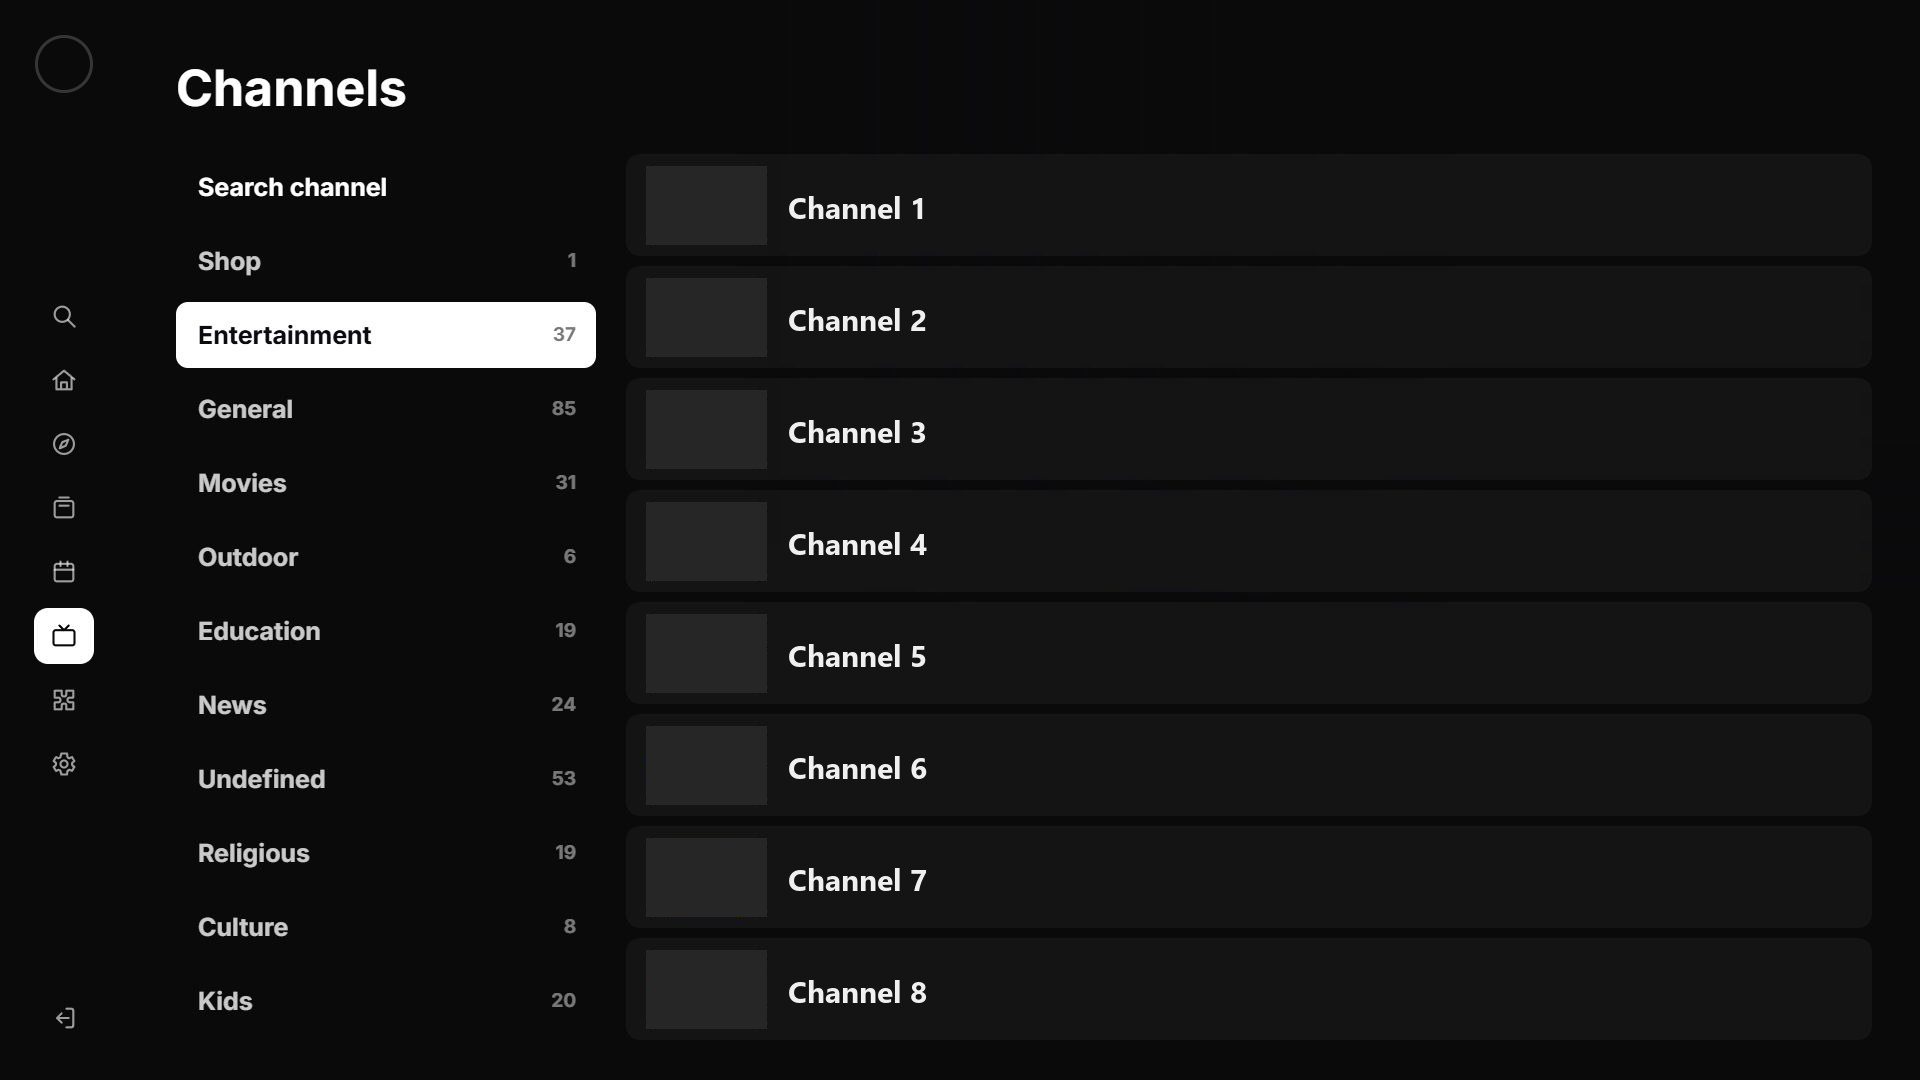 Channels
Search channel
Shop 1
Entertainment 37
General 85
Movies 31
Outdoor 6
Education 19
News 24
Undefined 53
Religious 19
Culture 8
Kids 20
Channel 1
Channel 2
Channel 3
Channel 4
Channel 5
Channel 6
Channel 7
Channel 8